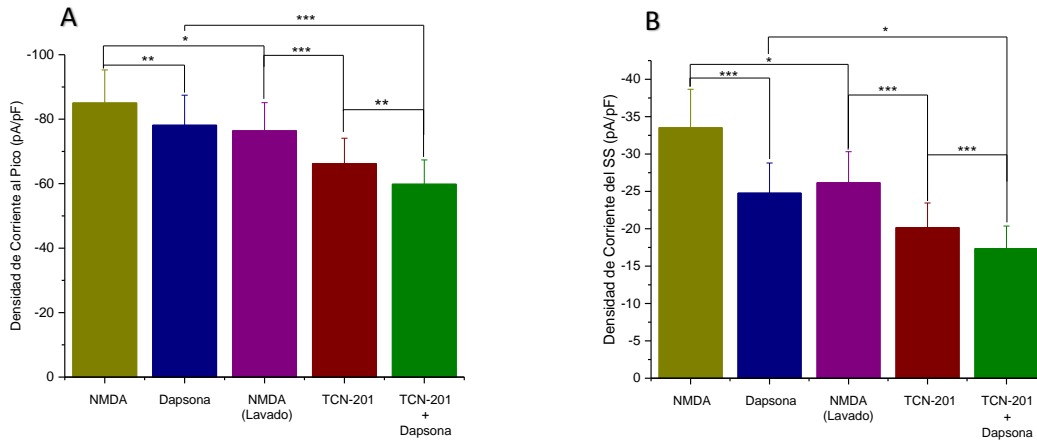 A
Densidad de Corriente al Pico (pA/pF)
-100
-80
-60
-40
-20
0
***
*
***
**
**
NMDA
Dapsona
NMDA
(Lavado)
TCN-201
TCN-201
+
Dapsona
B
Densidad de Corriente del SS (pA/pF)
-40
-35
-30
-25
-20
-15
-10
-5
0
*
*
***
***
***
NMDA
Dapsona
NMDA
(Lavado)
TCN-201
TCN-201
+
Dapsona